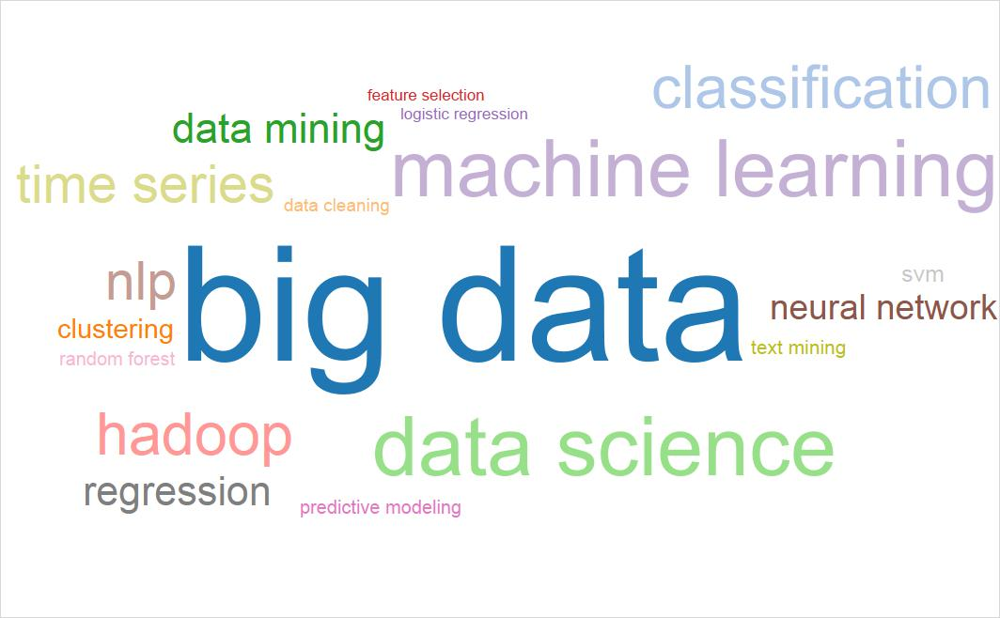 classification
feature selection
logistic regression
data mining
machine learning
time series
data cleaning
big data
nlp
svm
neural network
clustering
text mining
random forest
hadoop
data science
regression
predictive modeling